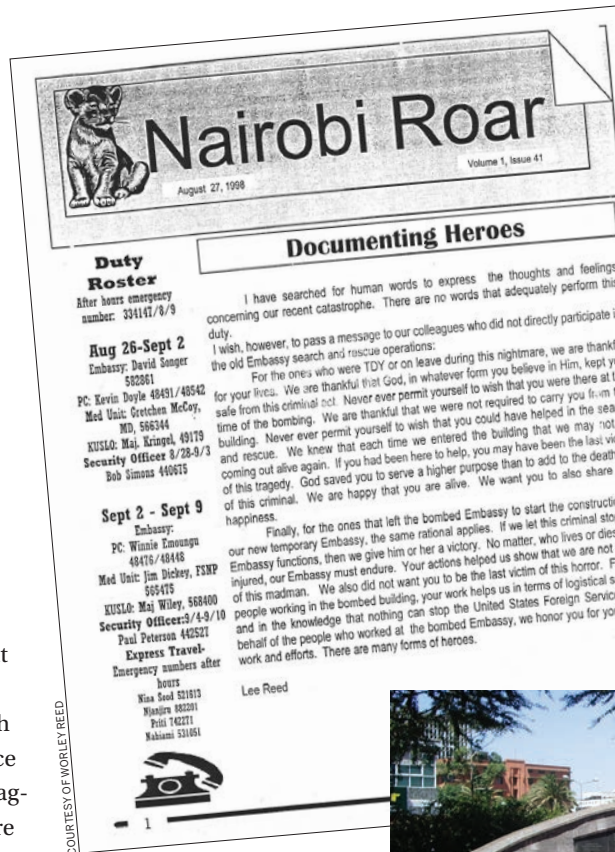 Nairobi Roar
August 27, 1998
Volume 1, Issue 41
Duty
Roster
After hours emergency
number: 334147/8/9
Aug 26-Sept 2
Embassy: David Songer
582861
PC: Kevin Doyle 48491/48542
Med Unit: Gretchen McCoy,
MD, 566344
KUSLO: Maj. Kringel, 49179
Security Officer 8/28-9/3
Bob Simons 440675
Sept 2 - Sept 9
Embassy:
PC: Winnie Emoungu
48476/48448
Med Unit: Jim Dickey, FSNP
565475
KUSLO: Maj Wiley, 568400
Security Officer:9/4-9/10
Paul Peterson 442527
Express Travel-
Emergency numbers after
hours
Nina Sood 521613
Njanjiru 882201
Priti 742271
Nabiami 531051
1
Documenting Heroes
I have searched for human words to express the thoughts and feelings
concerning our recent catastrophe. There are no words that adequately perform this
duty.
I wish, however, to pass a message to our colleagues who did not directly participate i
the old Embassy search and rescue operations:
For the ones who were TDY or on leave during this nightmare, we are thankf
for your lives. We are thankful that God, in whatever form you believe in Him, kept y
safe from this criminal act. Never ever permit yourself to wish that you were there at t
time of the bombing. We are thankful that we were not required to carry you from
building. Never ever permit yourself to wish that you could have helped in the sea
and rescue. We knew that each time we entered the building that we may not
coming out alive again. If you had been here to help, you may have been the last vi
of this tragedy. God saved you to serve a higher purpose than to add to the death
of this criminal. We are happy that you are alive. We want you to also share
happiness.
Finally, for the ones that left the bombed Embassy to start the constructi
our new temporary Embassy, the same rational applies. If we let this criminal sto
Embassy functions, then we give him or her a victory. No matter, who lives or dies
injured, our Embassy must endure. Your actions helped us show that we are not
of this madman. We also did not want you to be the last victim of this horror. F
people working in the bombed building, your work helps us in terms of logistical s
and in the knowledge that nothing can stop the United States Foreign Servic
behalf of the people who worked at the bombed Embassy, we honor you for yo
work and efforts. There are many forms of heroes.
Lee Reed
COURTESY OF WORLEY REED
t
h
ce
ag-
re